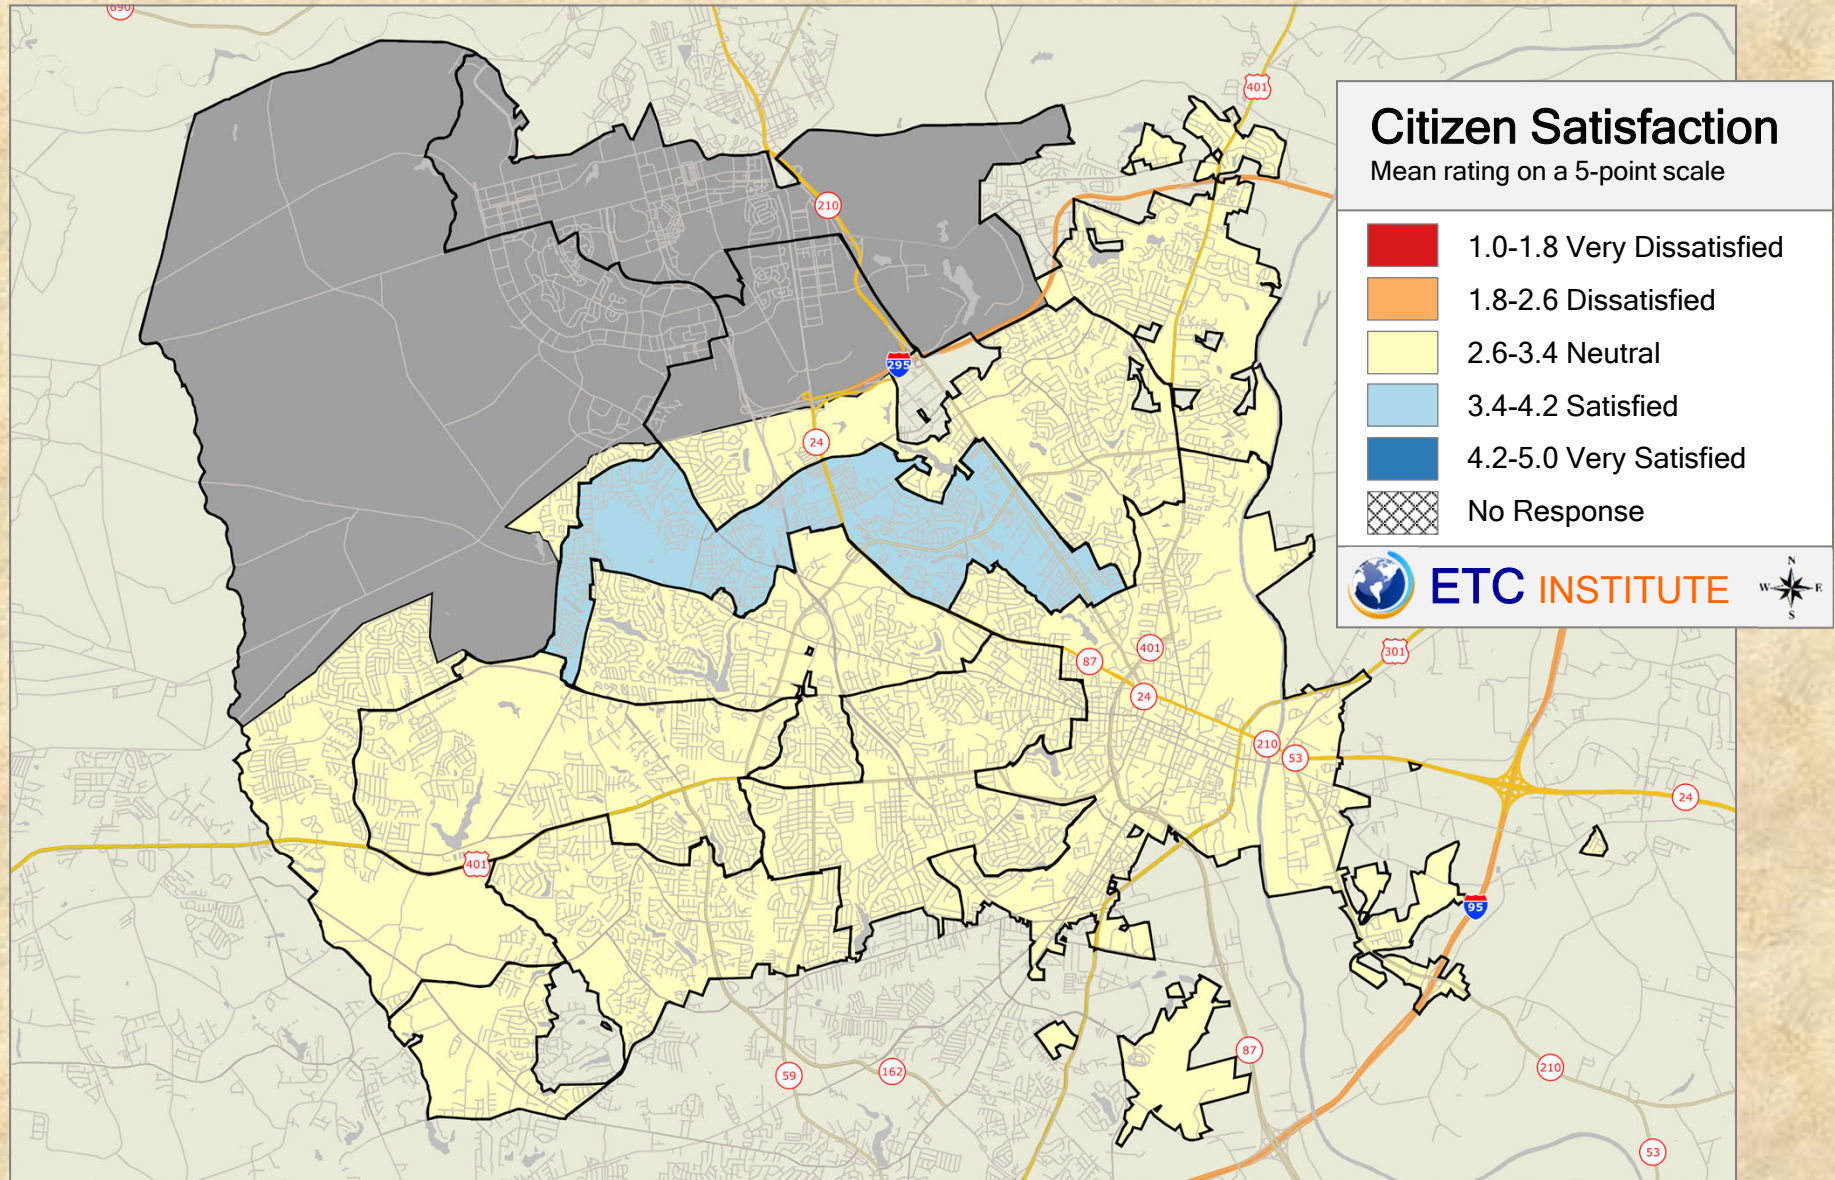 690
401
Citizen Satisfaction
Mean rating on a 5-point scale
210
1.0-1.8 Very Dissatisfied
1.8-2.6 Dissatisfied
2.6-3.4 Neutral
295
3.4-4.2 Satisfied
24
4.2-5.0 Very Satisfied
No Response
ETC INSTITUTE
N
W E
S
401
87
301
24
210
53
24
401
95
87
59
162
210
53